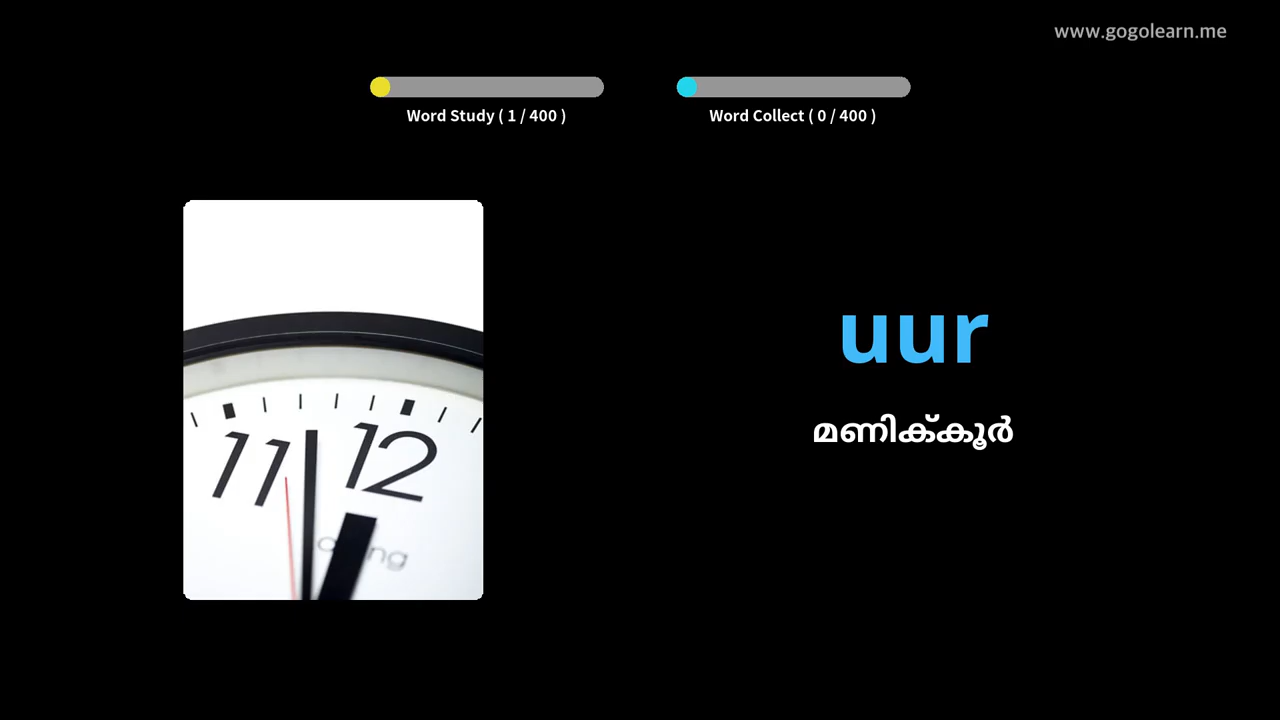 www.gogolearn.me
Word Study ( 1 / 400 )
Word Collect ( 0 / 400 )
11
12
uur
മണിക്കൂർ